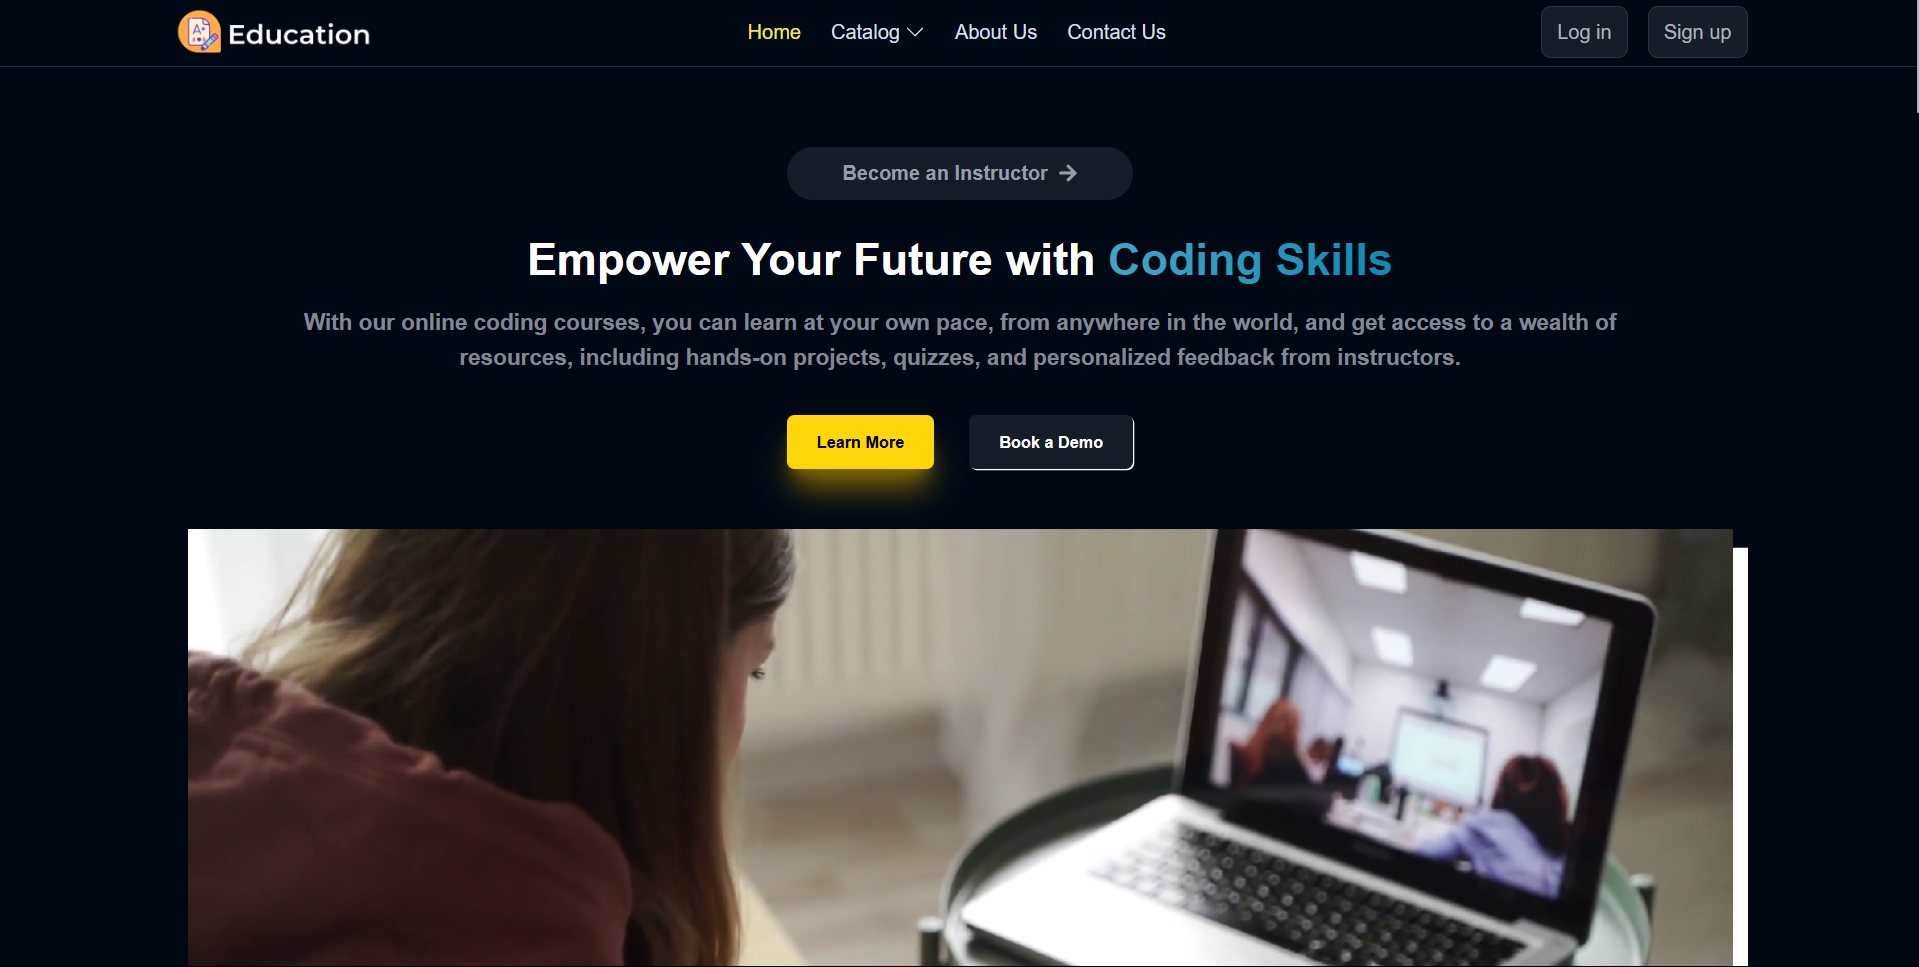 Education
Home
Catalog
About Us
Contact Us
Log in
Sign up
Become an Instructor
Empower Your Future with Coding Skills
With our online coding courses, you can learn at your own pace, from anywhere in the world, and get access to a wealth of
resources, including hands-on projects, quizzes, and personalized feedback from instructors.
Learn More
Book a Demo